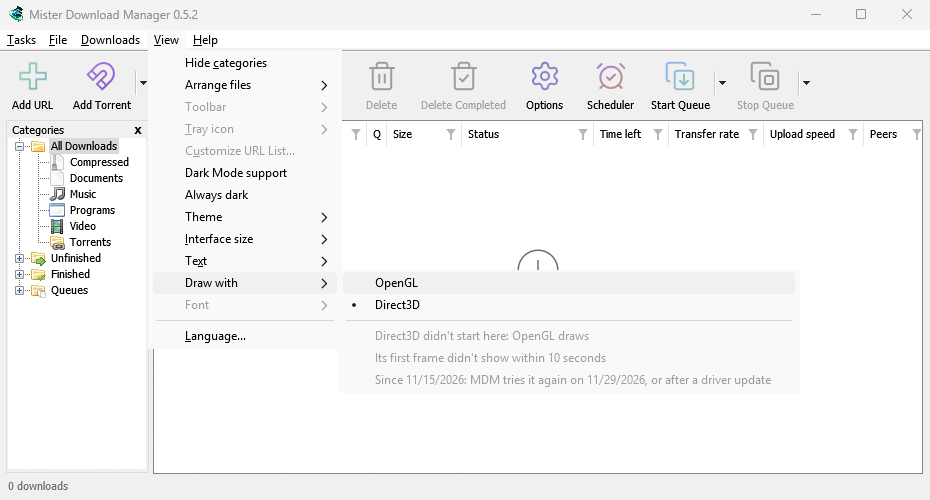 Mister Download Manager 0.5.2
Tasks File Downloads View Help
Add URL
Add Torrent
Delete
Delete Completed
Options
Scheduler
Start Queue
Stop Queue
Categories x
All Downloads
Compressed
Documents
Music
Programs
Video
Torrents
Unfinished
Finished
Queues
Hide categories
Arrange files
Toolbar
Tray icon
Customize URL List...
Dark Mode support
Always dark
Theme
Interface size
Text
Draw with
Font
Language...
Q Size Status Time left Transfer rate Upload speed Peers
OpenGL
Direct3D
Direct3D didn't start here: OpenGL draws
Its first frame didn't show within 10 seconds
Since 11/15/2026: MDM tries it again on 11/29/2026, or after a driver update
0 downloads